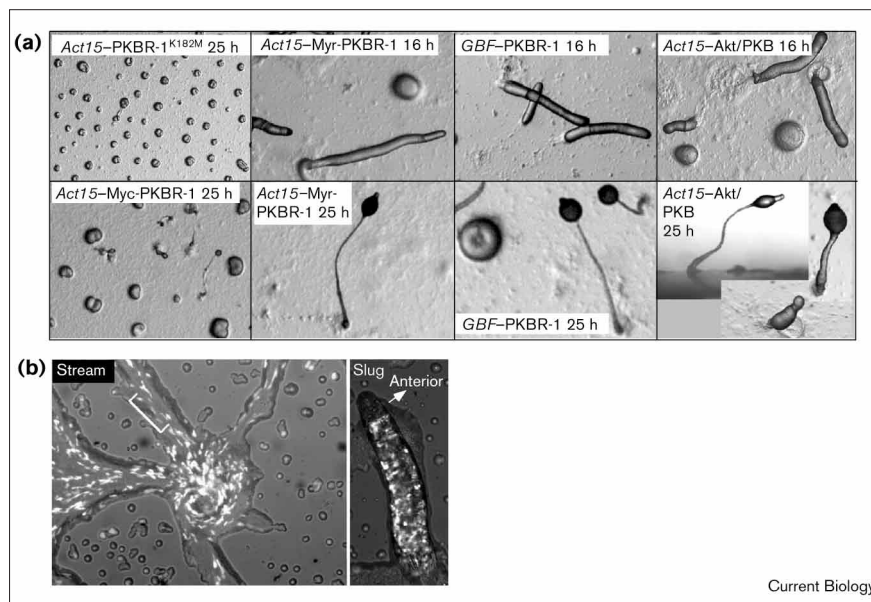 (a)
Act15–PKBR-1K182M 25 h
Act15–Myr-PKBR-1 16 h
GBF–PKBR-1 16 h
Act15–Akt/PKB 16 h
Act15–Myc-PKBR-1 25 h
Act15–Myr-
PKBR-1 25 h
GBF–PKBR-1 25 h
Act15–Akt/
PKB
25 h
(b)
Stream
Slug
Anterior
Current Biology